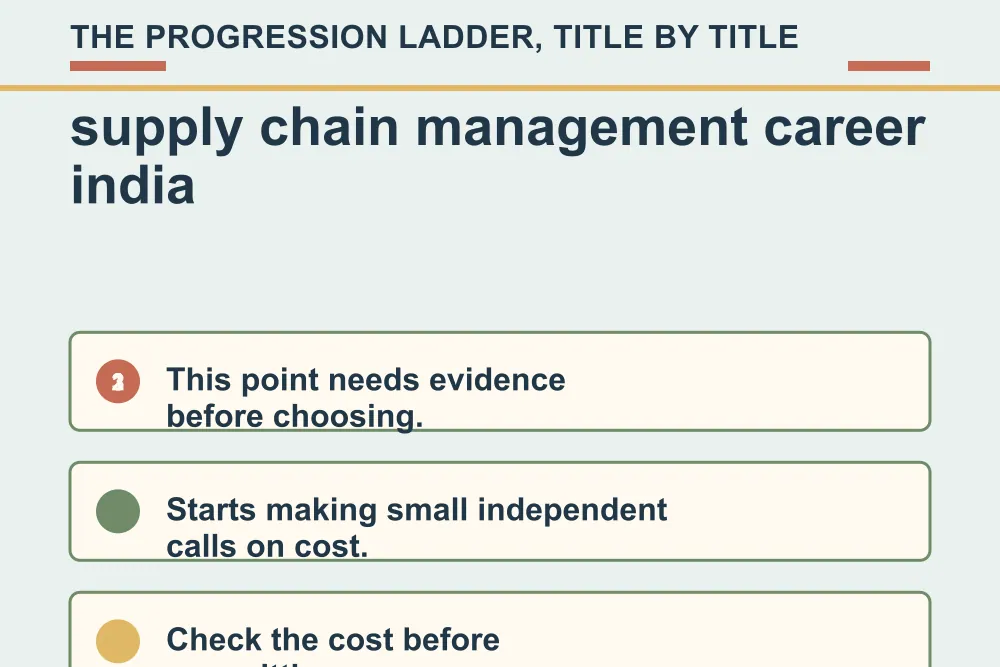 THE PROGRESSION LADDER, TITLE BY TITLE
supply chain management career
india
This point needs evidence
before choosing.
Starts making small independent
calls on cost.
Check the cost before